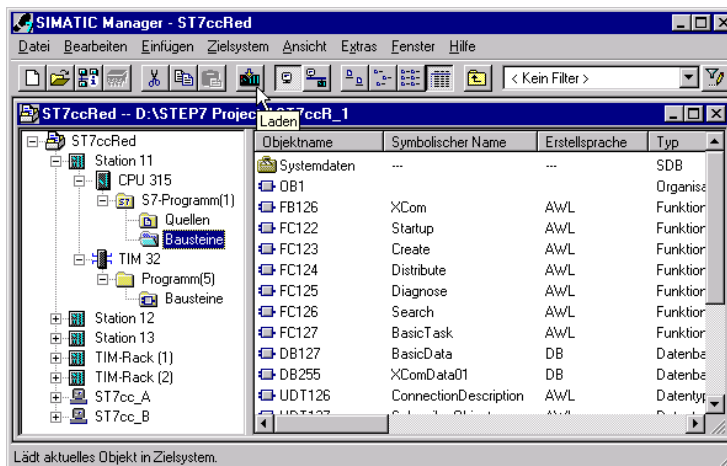 SIMATIC Manager - ST7ccRed
Datei Bearbeiten Einfügen Zielsystem Ansicht Extras Fenster Hilfe
< Kein Filter >
Laden
ST7ccRed -- D:\STEP7 Projec ST7ccR_1
ST7ccRed
Station 11
CPU 315
S7-Programm(1)
Quellen
Bausteine
TIM 32
Programm(5)
Bausteine
Station 12
Station 13
TIM-Rack (1)
TIM-Rack (2)
ST7cc_A
ST7cc_B
Objektname Symbolischer Name Erstellsprache Typ
Systemdaten --- --- SDB
OB1 Organisa
FB126 XCom AWL Funktion
FC122 Startup AWL Funktion
FC123 Create AWL Funktion
FC124 Distribute AWL Funktion
FC125 Diagnose AWL Funktion
FC126 Search AWL Funktion
FC127 BasicTask AWL Funktion
DB127 BasicData DB Datenba
DB255 XComData01 DB Datenba
UDT126 ConnectionDescription AWL Datentyp
Lädt aktuelles Objekt in Zielsystem.